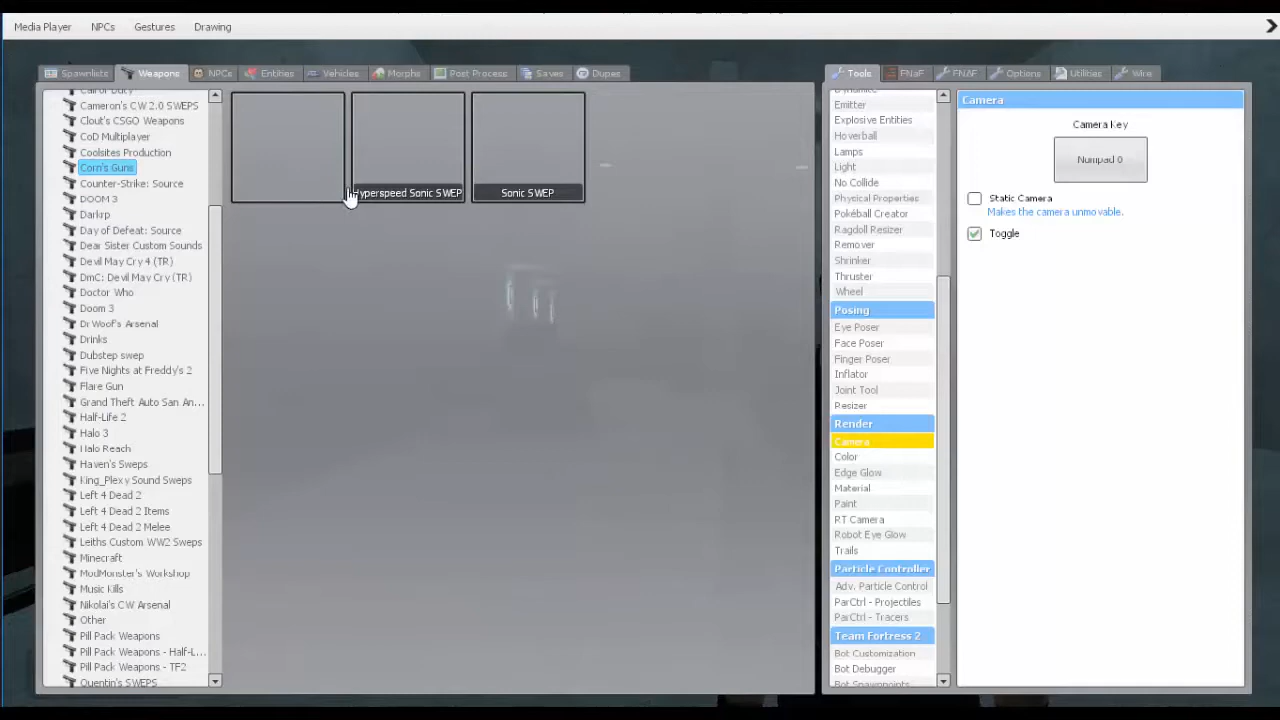 Media Player NPCs Gestures Drawing
Spawnlists Weapons NPCs Entities Vehicles Morphs Post Process Saves Dupes
Cameron's CW 2.0 SWEPS
Clout's CSGO Weapons
CoD Multiplayer
Coolsites Production
Corn's Guns
Counter-Strike: Source
DOOM 3
Darkrp
Day of Defeat: Source
Dear Sister Custom Sounds
Devil May Cry 4 (TR)
DmC: Devil May Cry (TR)
Doctor Who
Doom 3
Dr Woof's Arsenal
Drinks
Dubstep swep
Five Nights at Freddy's 2
Flare Gun
Grand Theft Auto San An...
Half-Life 2
Halo 3
Halo Reach
Haven's Sweps
King_Plexy Sound Sweps
Left 4 Dead 2
Left 4 Dead 2 Items
Left 4 Dead 2 Melee
Leiths Custom WW2 Sweps
Minecraft
ModMonster's Workshop
Music Kills
Nikolai's CW Arsenal
Other
Pill Pack Weapons
Pill Pack Weapons - Half-L...
Pill Pack Weapons - TF2
Quentin's SWEPS
Hyperspeed Sonic SWEP
Sonic SWEP
Tools FNaF FNAF Options Utilities Wire
Emitter
Explosive Entities
Hoverball
Lamps
Light
No Collide
Physical Properties
Pokéball Creator
Ragdoll Resizer
Remover
Shrinker
Thruster
Wheel
Posing
Eye Poser
Face Poser
Finger Poser
Inflator
Joint Tool
Resizer
Render
Camera
Color
Edge Glow
Material
Paint
RT Camera
Robot Eye Glow
Trails
Particle Controller
Adv. Particle Control
ParCtrl - Projectiles
ParCtrl - Tracers
Team Fortress 2
Bot Customization
Bot Debugger
Bot Spawnpoints
Camera
Camera Key
Numpad 0
Static Camera
Makes the camera unmovable.
Toggle